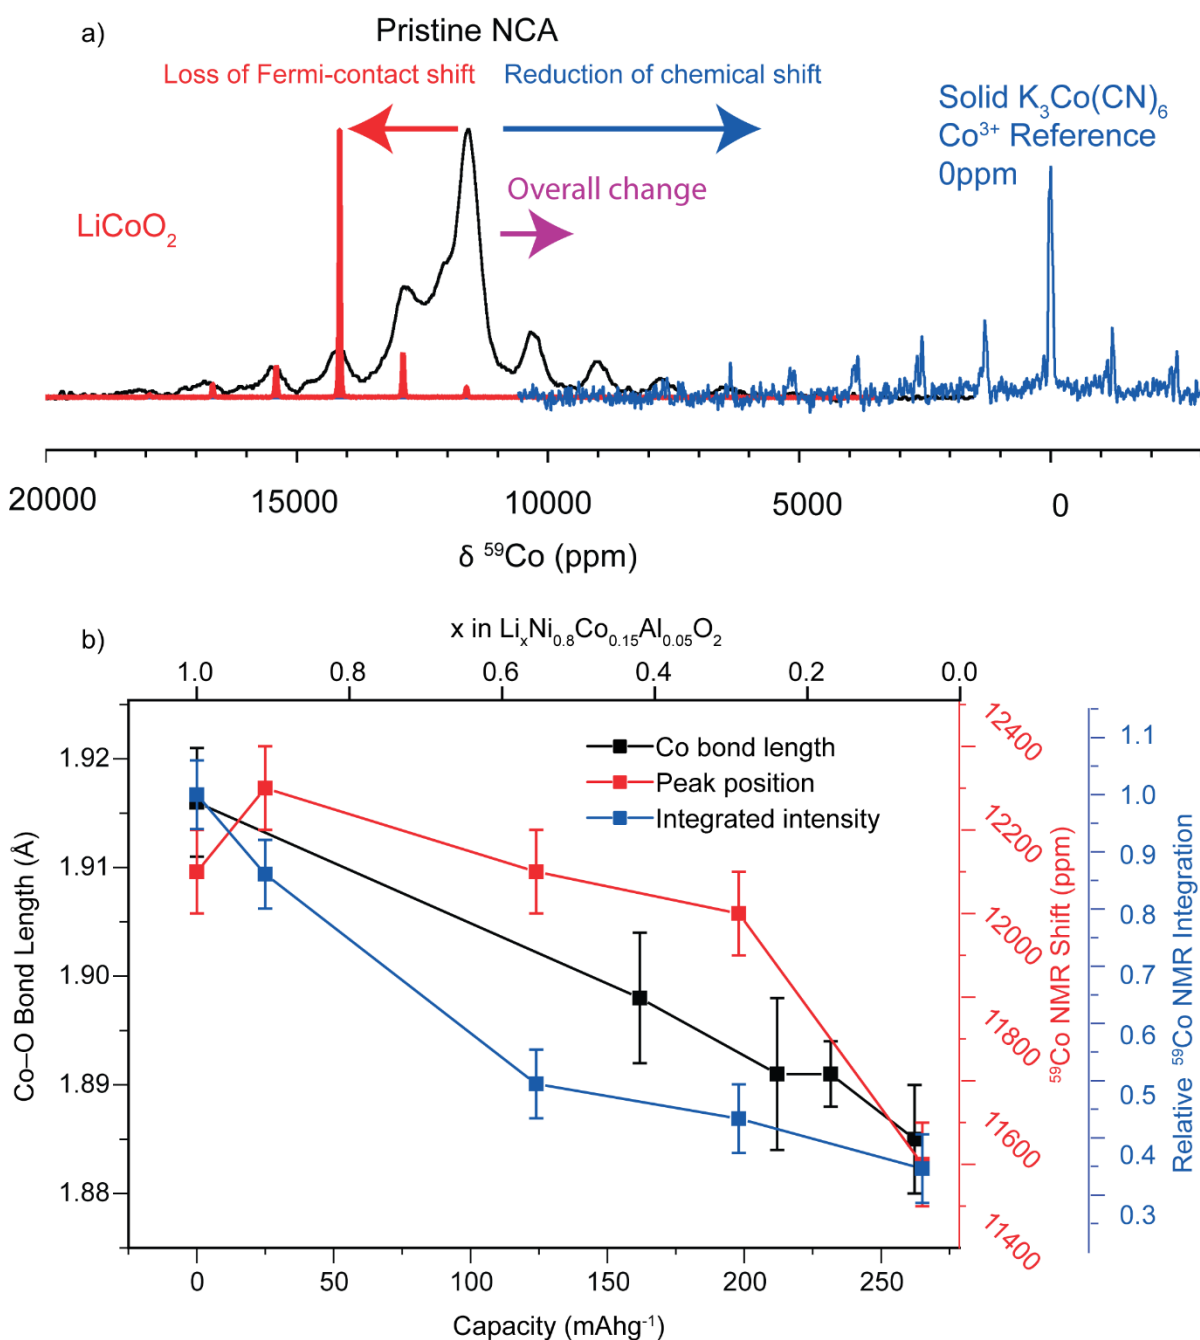 a)
Pristine NCA
Loss of Fermi-contact shift
Reduction of chemical shift
Solid K₃Co(CN)₆
Co³⁺ Reference
0ppm
Overall change
LiCoO₂
20000 15000 10000 5000 0
δ ⁵⁹Co (ppm)
b)
x in LiₓNi₀.₈Co₀.₁₅Al₀.₀₅O₂
1.0 0.8 0.6 0.4 0.2 0.0
Co bond length
Peak position
Integrated intensity
Co–O Bond Length (Å)
1.92
1.91
1.90
1.89
1.88
12400
12200
12000
11800
11600
11400
⁵⁹Co NMR Shift (ppm)
1.1
1.0
0.9
0.8
0.7
0.6
0.5
0.4
0.3
Relative ⁵⁹Co NMR Integration
0 50 100 150 200 250
Capacity (mAhg⁻¹)